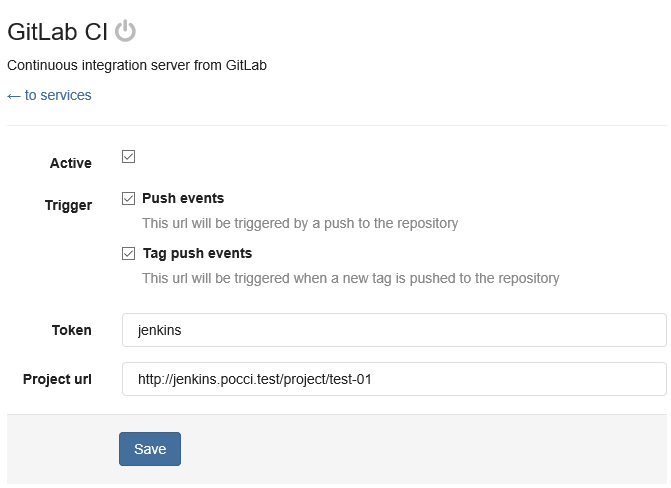 GitLab CI
Continuous integration server from GitLab
← to services
Active
Trigger
Push events
This url will be triggered by a push to the repository
Tag push events
This url will be triggered when a new tag is pushed to the repository
Token
jenkins
Project url
http://jenkins.pocci.test/project/test-01
Save